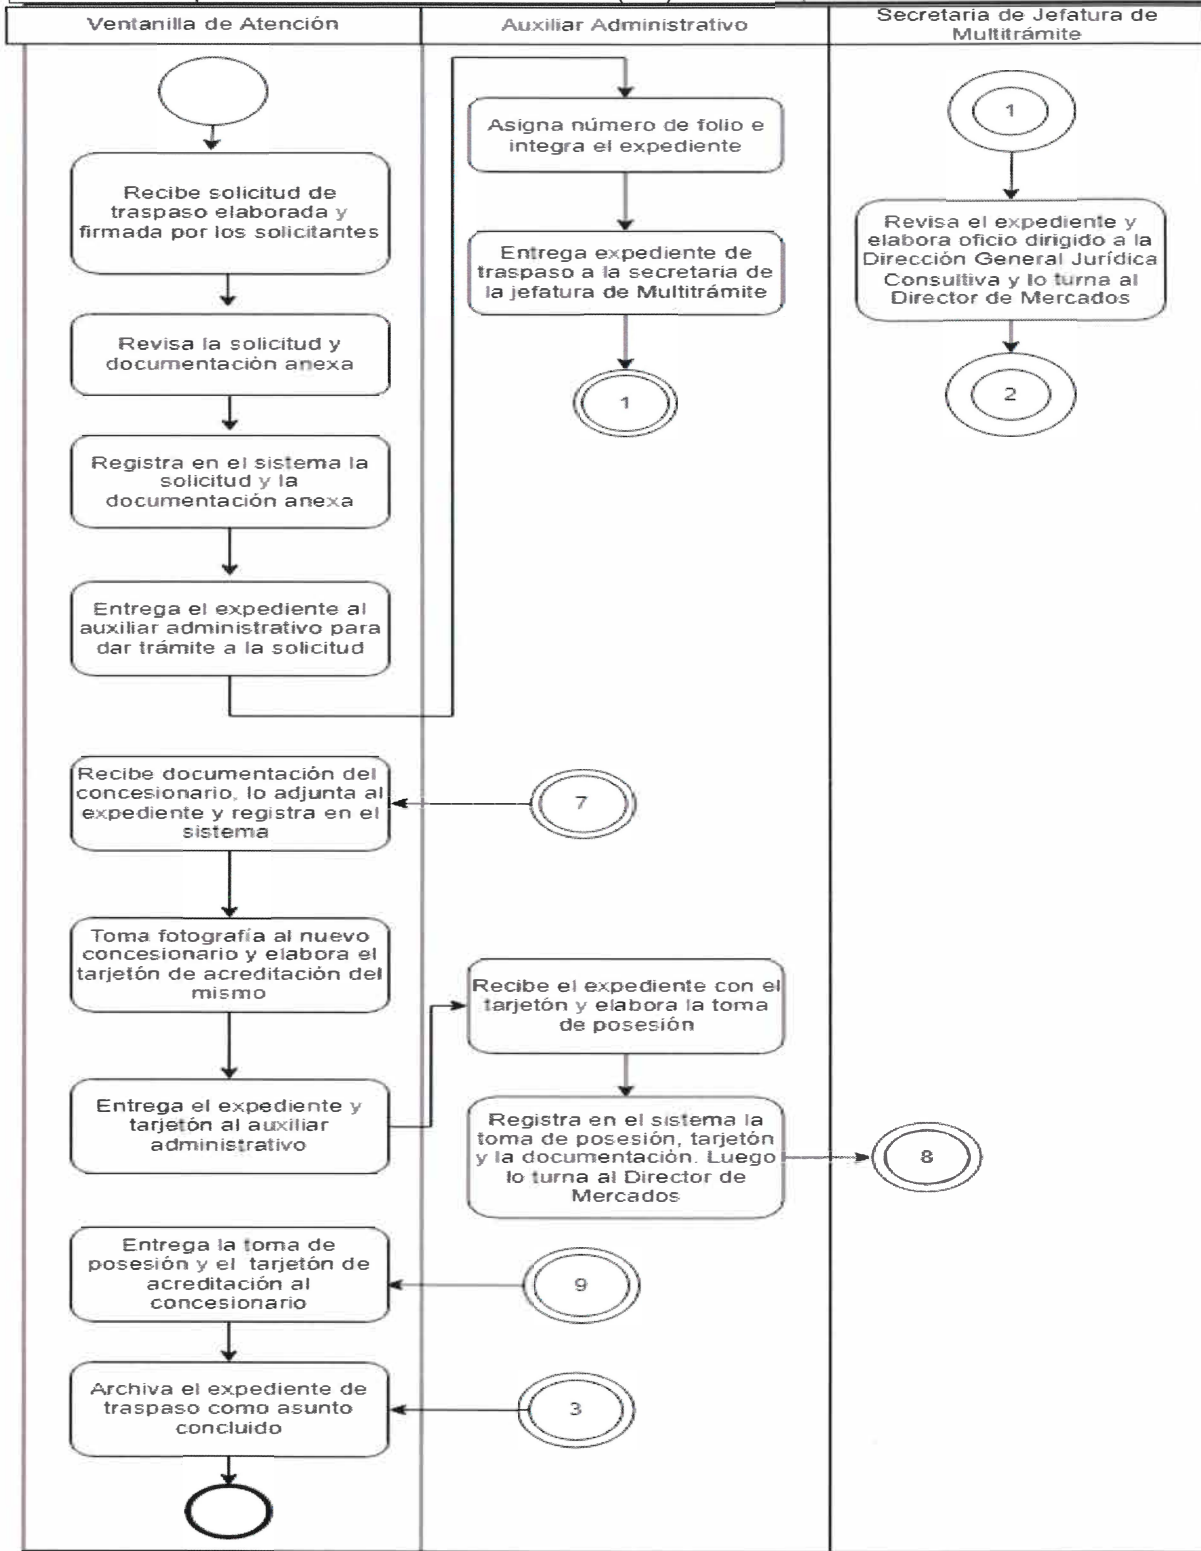 Ventanilla de Atención
Auxiliar Administrativo
Secretaria de Jefatura de
Multitrámite
Recibe solicitud de
traspaso elaborada y
firmada por los solicitantes
Revisa la solicitud y
documentación anexa
Registra en el sistema la
solicitud y la
documentación anexa
Entrega el expediente al
auxiliar administrativo para
dar trámite a la solicitud
Asigna número de folio e
integra el expediente
Entrega expediente de
traspaso a la secretaria de
la jefatura de Multitrámite
1
1
Revisa el expediente y
elabora oficio dirigido a la
Dirección General Jurídica
Consultiva y lo turna al
Director de Mercados
2
Recibe documentación del
concesionario, lo adjunta al
expediente y registra en el
sistema
7
Toma fotografía al nuevo
concesionario y elabora el
tarjetón de acreditación del
mismo
Entrega el expediente y
tarjetón al auxiliar
administrativo
Recibe el expediente con el
tarjetón y elabora la toma
de posesión
Registra en el sistema la
toma de posesión, tarjetón
y la documentación. Luego
lo turna al Director de
Mercados
8
Entrega la toma de
posesión y el tarjetón de
acreditación al
concesionario
9
Archiva el expediente de
traspaso como asunto
concluido
3